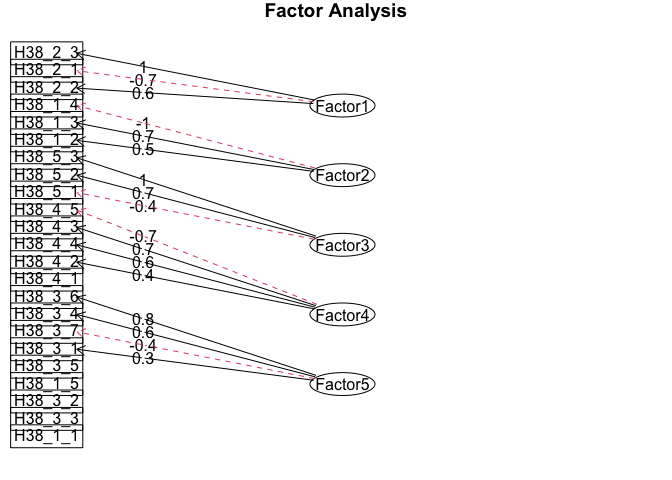 Factor Analysis
H38_2_3
H38_2_1
H38_2_2
H38_1_4
H38_1_3
H38_1_2
H38_5_3
H38_5_2
H38_5_1
H38_4_5
H38_4_3
H38_4_4
H38_4_2
H38_4_1
H38_3_6
H38_3_4
H38_3_7
H38_3_1
H38_3_5
H38_1_5
H38_3_2
H38_3_3
H38_1_1
1
-0.7
0.6
-1
0.7
0.5
1
0.7
-0.4
-0.7
0.7
0.6
0.4
0.8
0.6
-0.4
0.3
Factor1
Factor2
Factor3
Factor4
Factor5